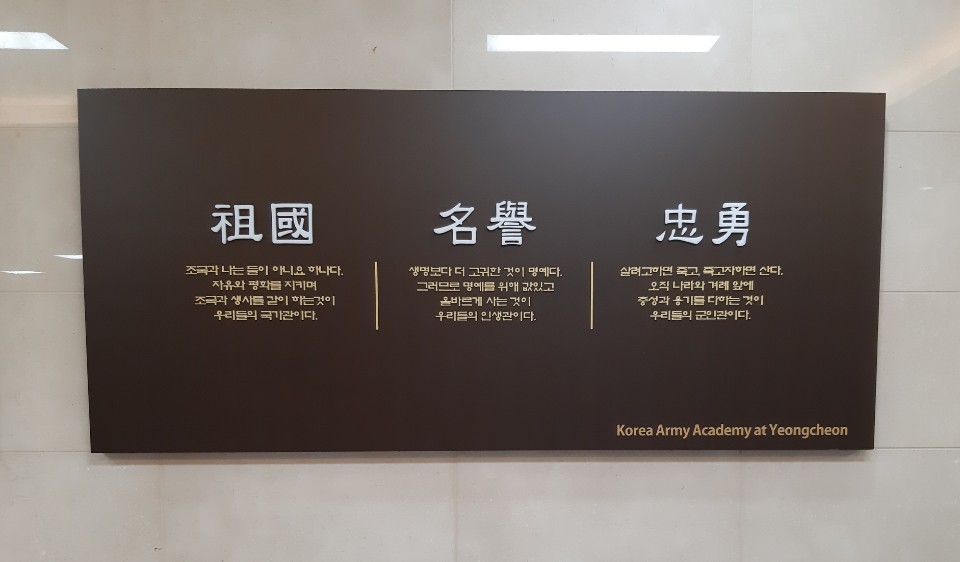 祖國
조국과 나는 둘이 아니요 하나다.
자유와 평화를 지키며
조국과 생사를 같이 하는것이
우리들의 국가관이다.
名譽
생명보다 더 고귀한 것이 명예다.
그러므로 명예를 위해 값있고
올바르게 사는 것이
우리들의 인생관이다.
忠勇
살려고하면 죽고, 죽고자하면 산다.
오직 나라와 겨레 앞에
충성과 용기를 다하는 것이
우리들의 군인관이다.
Korea Army Academy at Yeongcheon